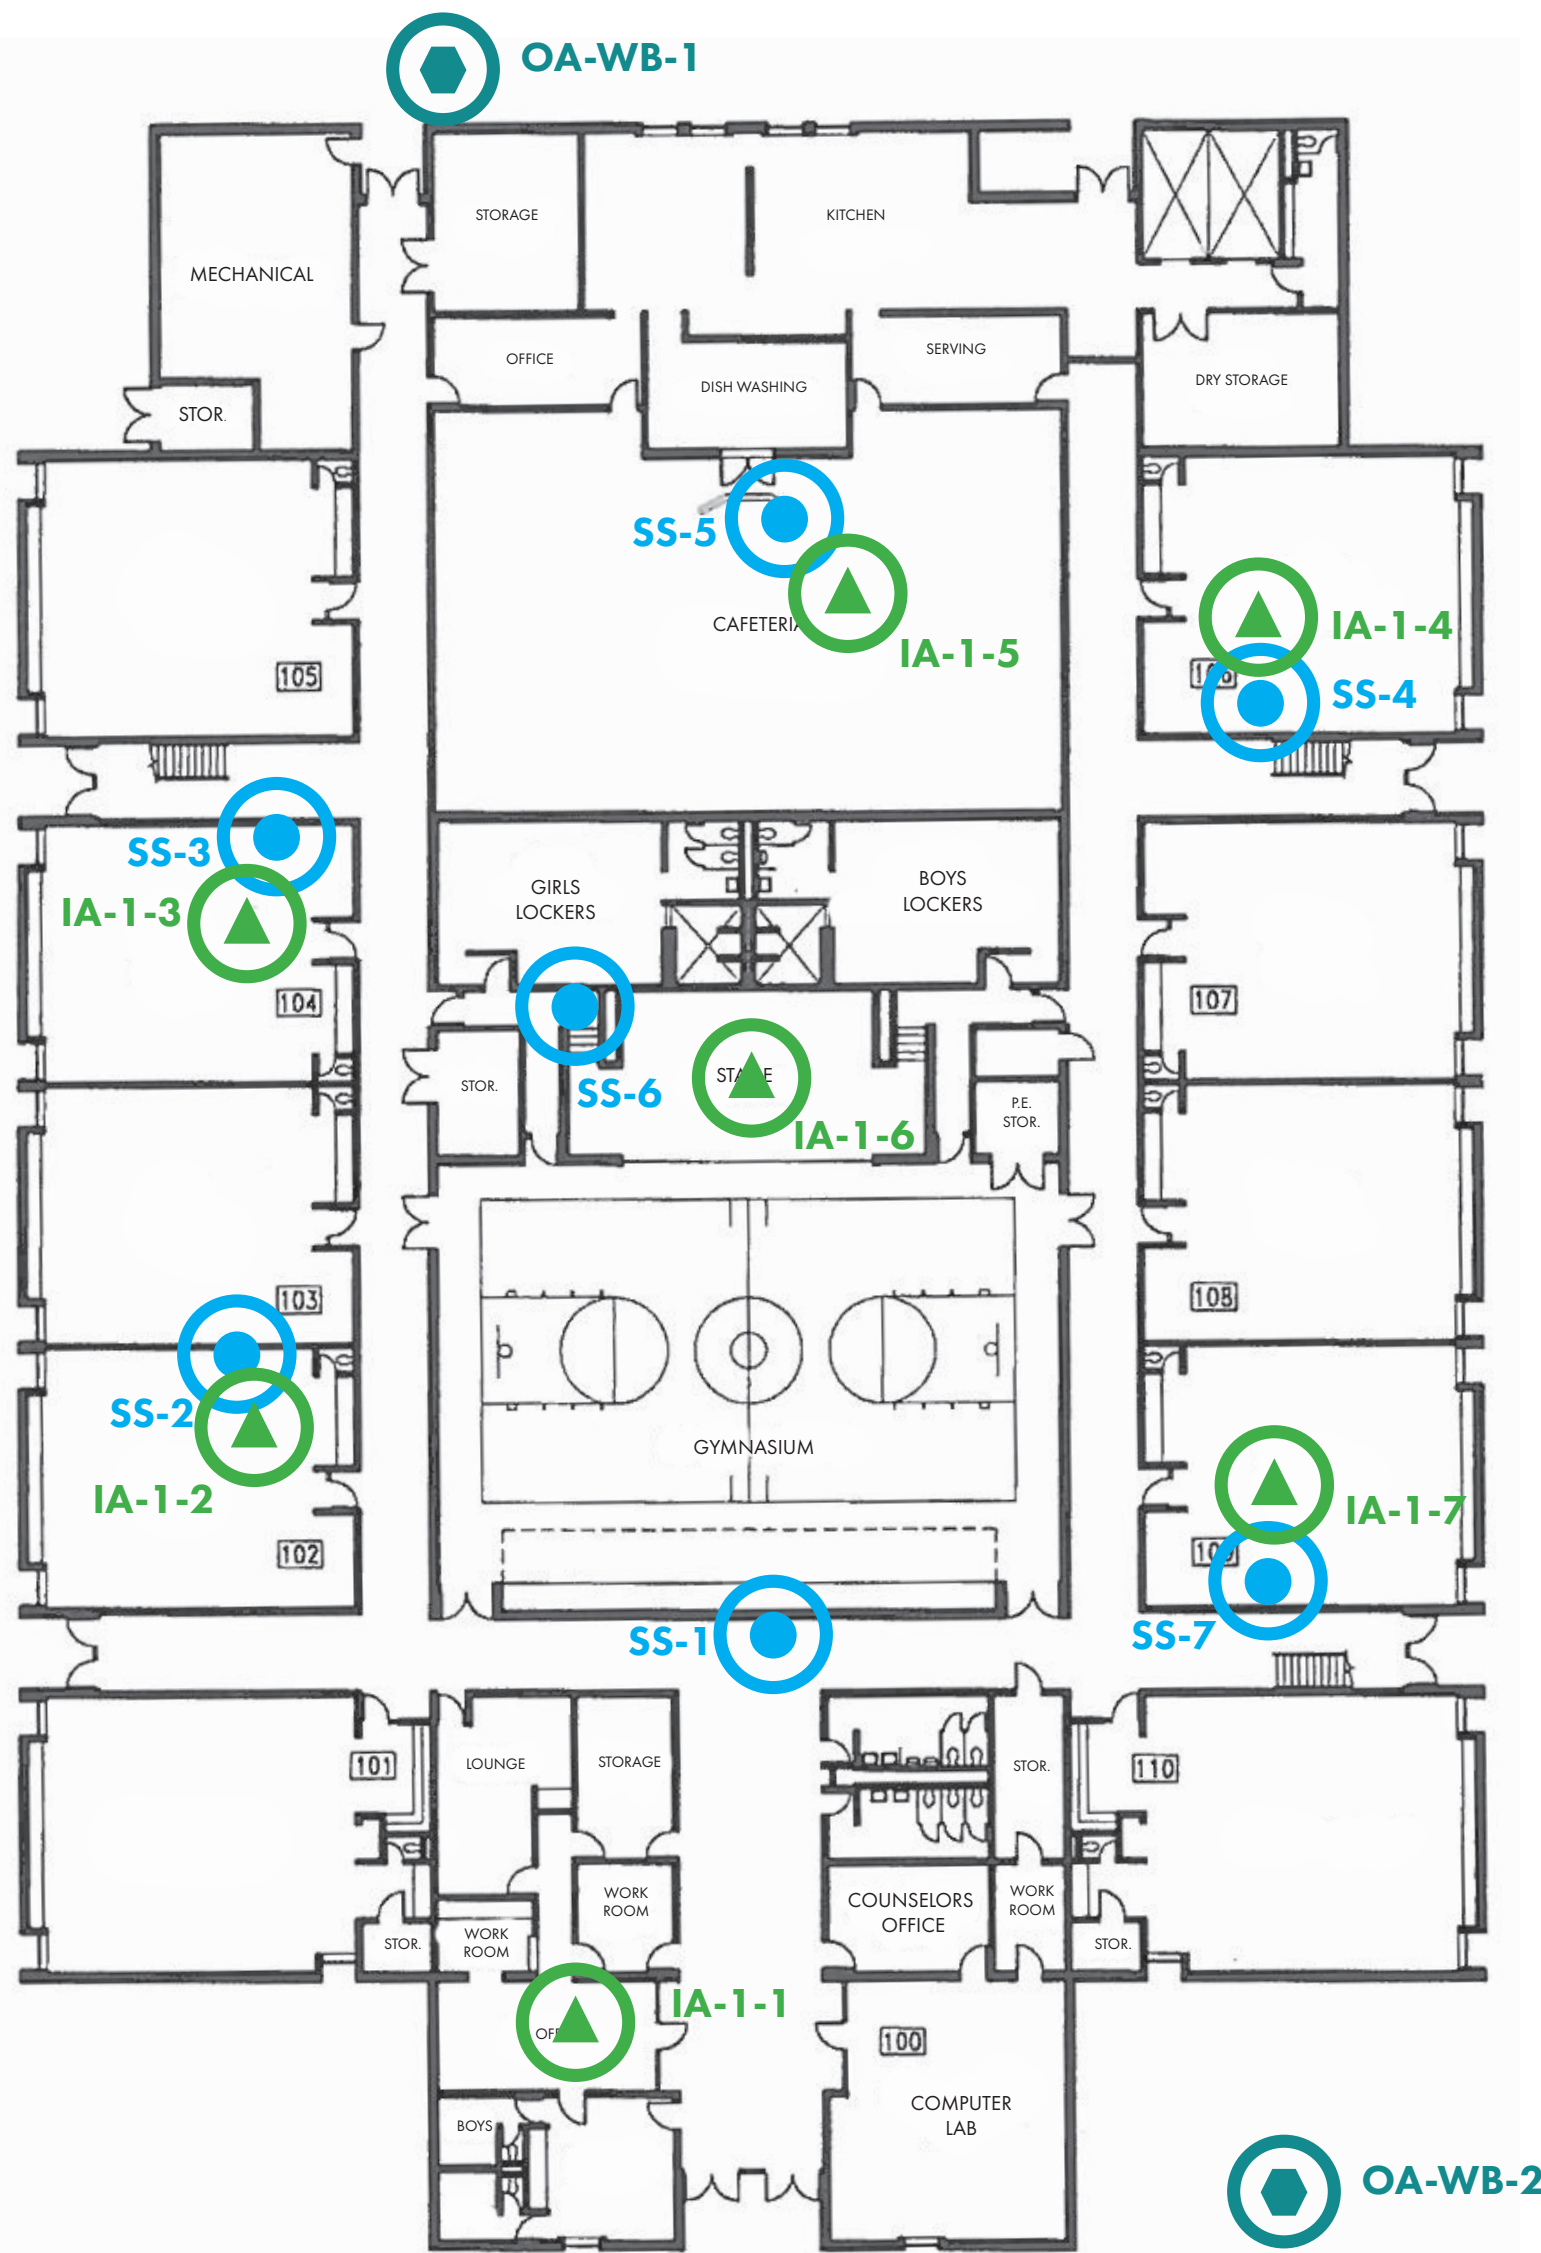 OA-WB-1
STORAGE
KITCHEN
MECHANICAL
OFFICE
SERVING
DISH WASHING
DRY STORAGE
STOR.
SS-5
CAFETERIA
IA-1-5
IA-1-4
105
SS-4
SS-3
IA-1-3
GIRLS
LOCKERS
BOYS
LOCKERS
104
107
SS-6
STOR.
STAGE
P.E.
STOR.
IA-1-6
103
108
SS-2
IA-1-2
GYMNASIUM
IA-1-7
102
109
SS-1
SS-7
101
LOUNGE
STORAGE
STOR.
110
WORK
ROOM
COUNSELORS
OFFICE
WORK
ROOM
STOR.
WORK
ROOM
STOR.
IA-1-1
100
COMPUTER
LAB
BOYS
OA-WB-2